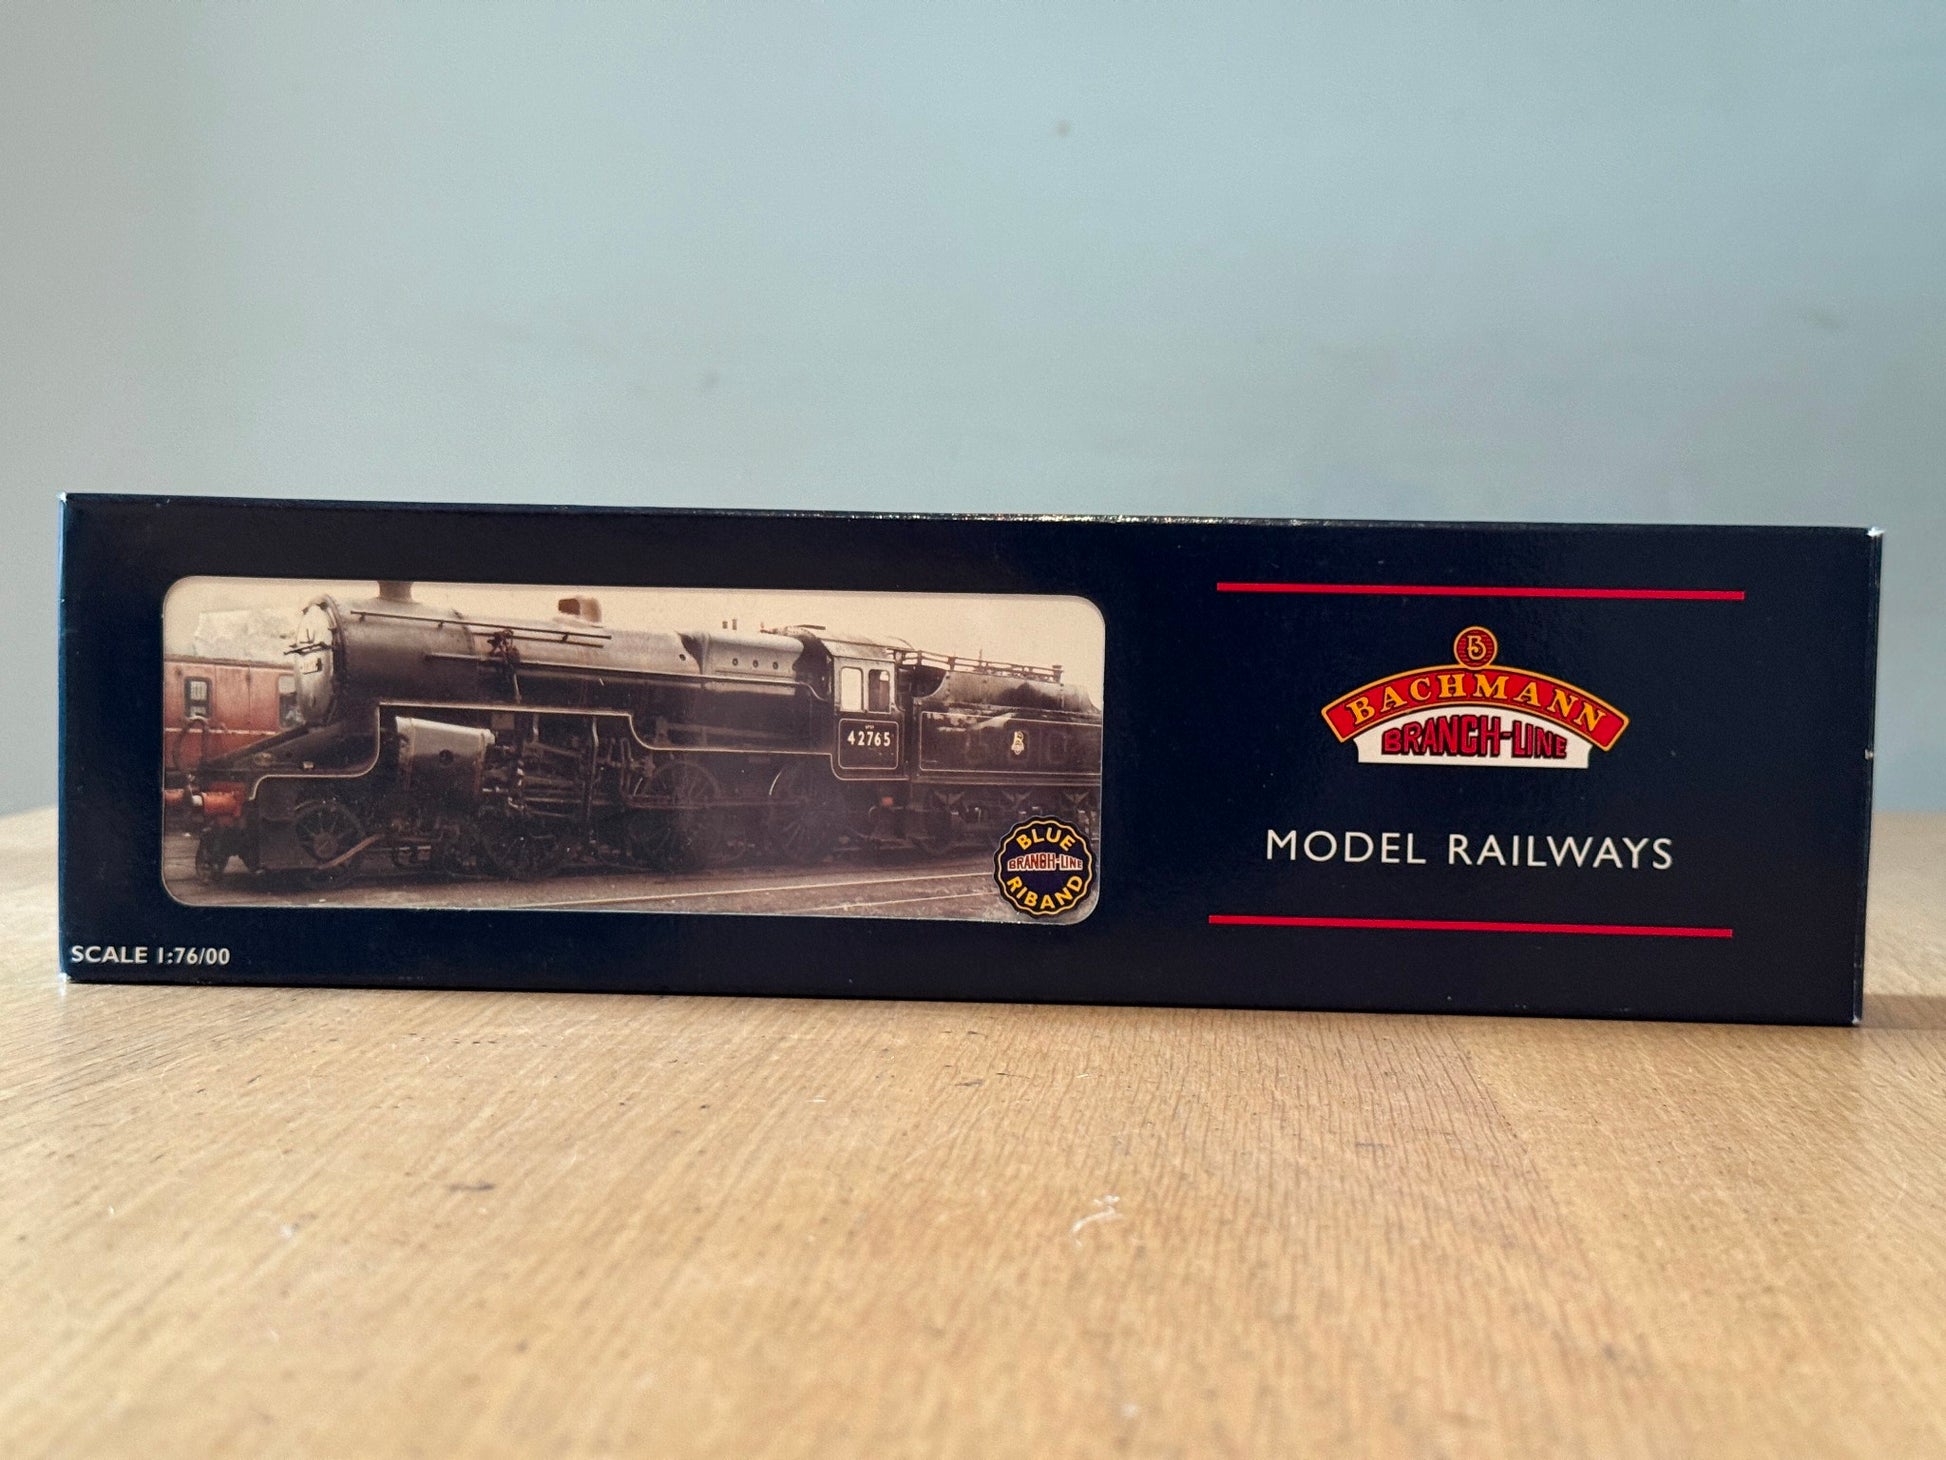 42765
BLUE
BRANCH-LINE
RIBAND
SCALE 1:76/00
B
BACHMANN
BRANCH-LINE
MODEL RAILWAYS